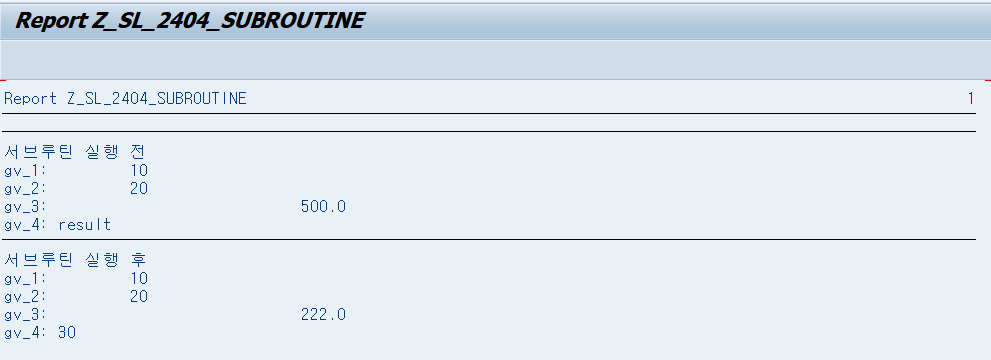 Report Z_SL_2404_SUBROUTINE
Report Z_SL_2404_SUBROUTINE 1
서브루틴 실행 전
gv_1: 10
gv_2: 20
gv_3: 500.0
gv_4: result
서브루틴 실행 후
gv_1: 10
gv_2: 20
gv_3: 222.0
gv_4: 30